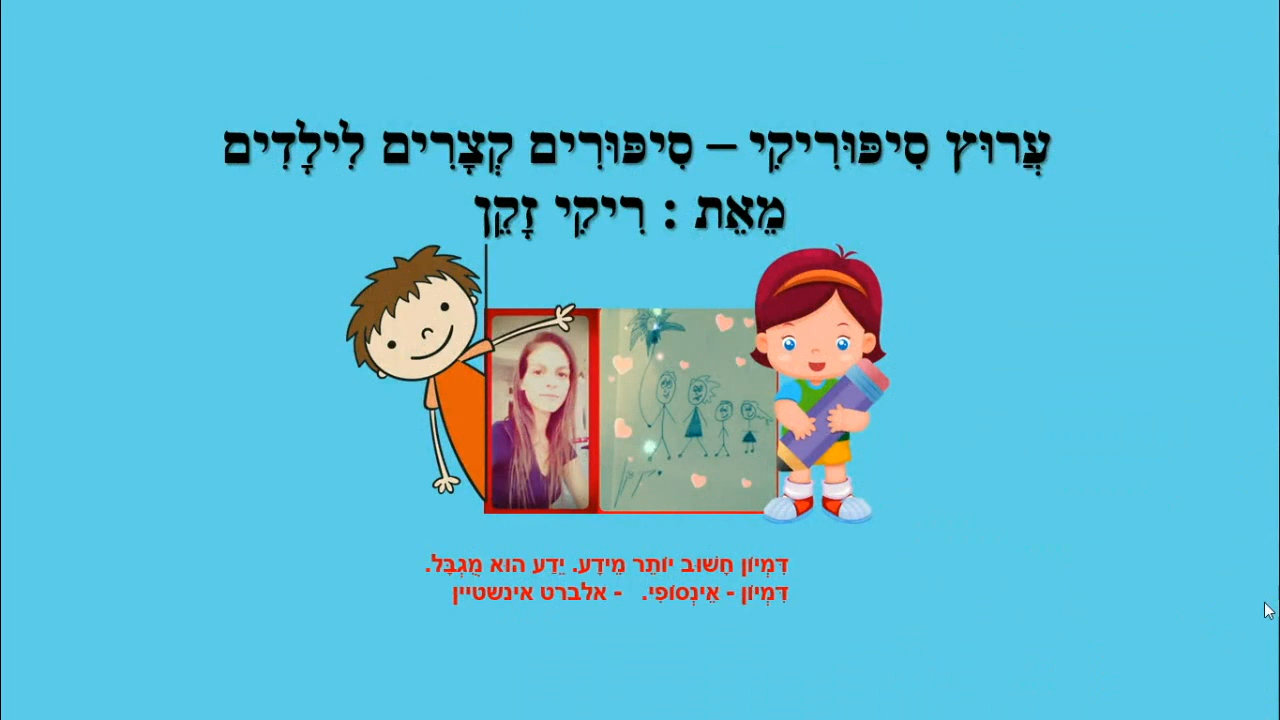 עֲרוּץ סִיפּוּרִיקִי – סִיפּוּרִים קְצָרִים לִילָדִים
מֵאֵת : רִיקִי זָקֵן
דִּמְיוֹן חָשׁוּב יוֹתֵר מֵידָע. יֵדַע הוּא מֻגְבָּל.
דִּמְיוֹן - אֵינְסוֹפִי. - אלברט אינשטיין